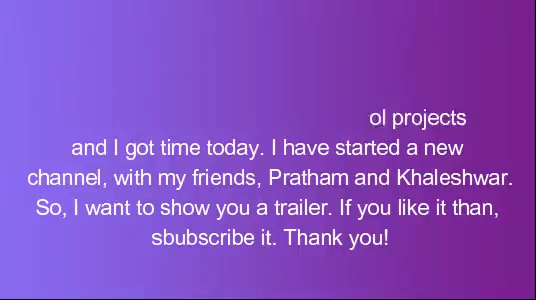 ol projects
and I got time today. I have started a new
channel, with my friends, Pratham and Khaleshwar.
So, I want to show you a trailer. If you like it than,
sbubscribe it. Thank you!